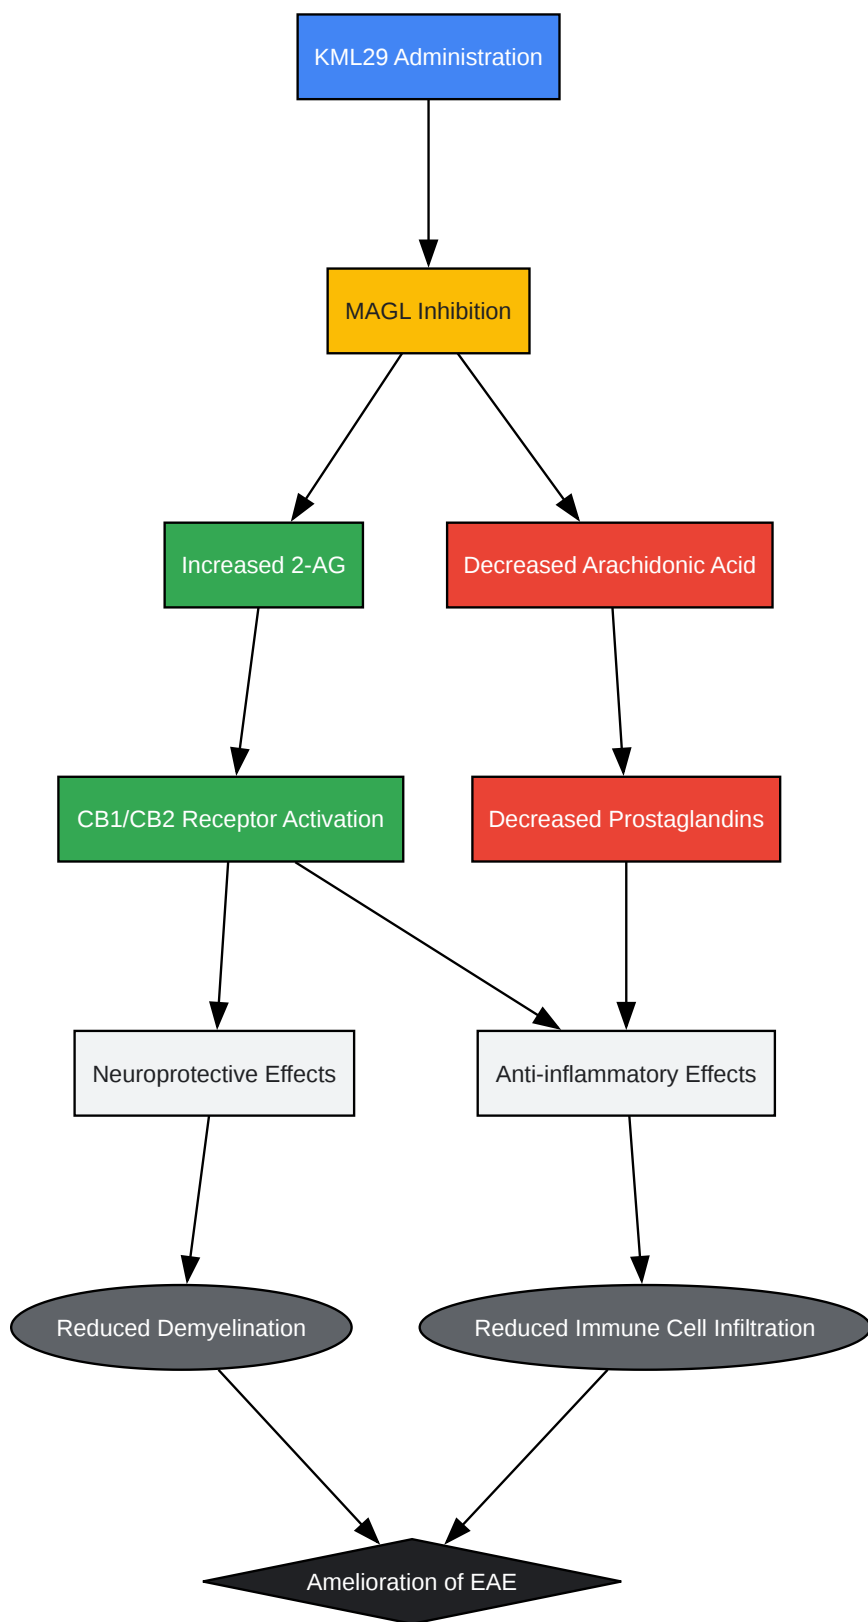 KML29 Administration
MAGL Inhibition
Increased 2-AG
Decreased Arachidonic Acid
CB1/CB2 Receptor Activation
Decreased Prostaglandins
Neuroprotective Effects
Anti-inflammatory Effects
Reduced Demyelination
Reduced Immune Cell Infiltration
Amelioration of EAE